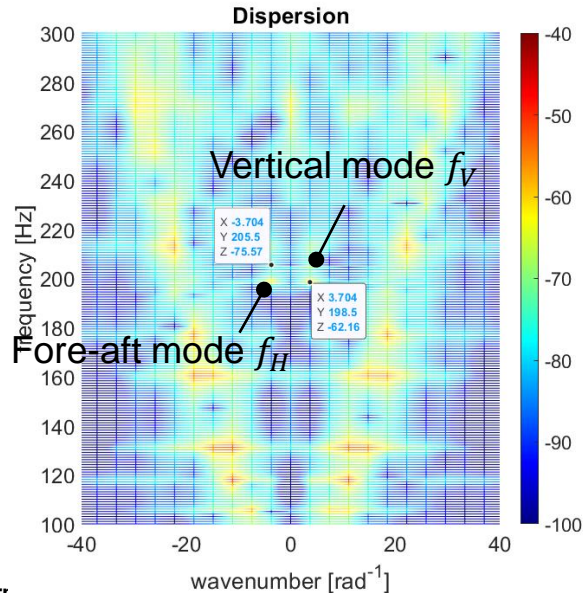 Dispersion
300
280
260
240
220
200
180
160
140
120
100
requency [Hz]
-40
-20
0
20
40
wavenumber [rad⁻¹]
Vertical mode f_V
X -3.704
Y 205.5
Z -75.57
X 3.704
Y 198.5
Z -62.16
Fore-aft mode f_H
-40
-50
-60
-70
-80
-90
-100